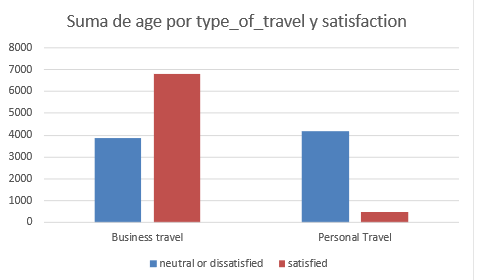 Suma de age por type_of_travel y satisfaction
8000
7000
6000
5000
4000
3000
2000
1000
0
Business travel
Personal Travel
neutral or dissatisfied
satisfied